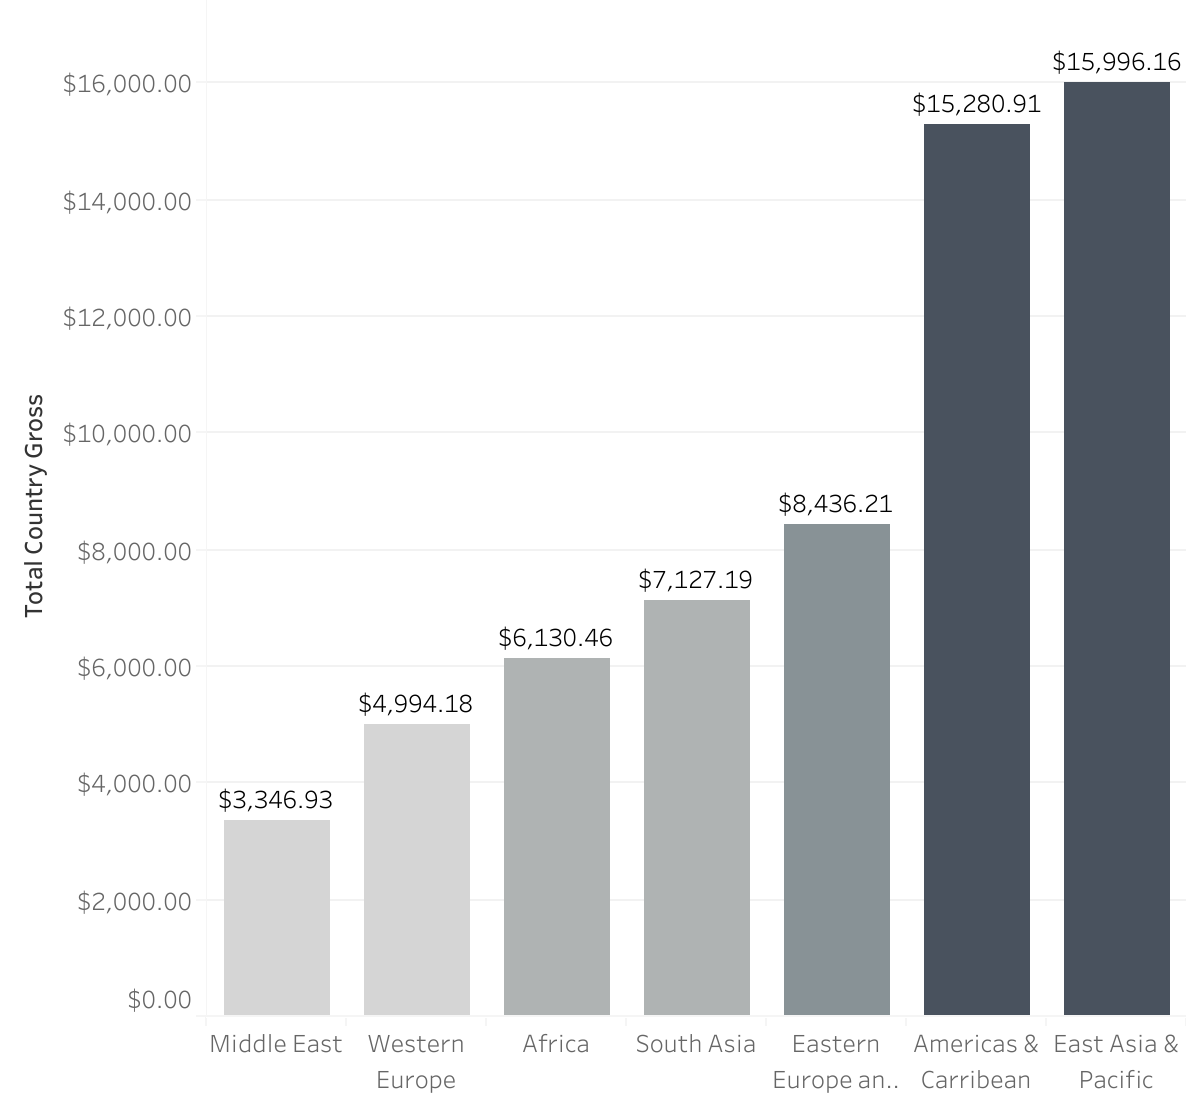 $16,000.00
$14,000.00
$12,000.00
$10,000.00
$8,000.00
$6,000.00
$4,000.00
$2,000.00
$0.00
Total Country Gross
$3,346.93
$4,994.18
$6,130.46
$7,127.19
$8,436.21
$15,280.91
$15,996.16
Middle East
Western
Europe
Africa
South Asia
Eastern
Europe an..
Americas &
Carribean
East Asia &
Pacific